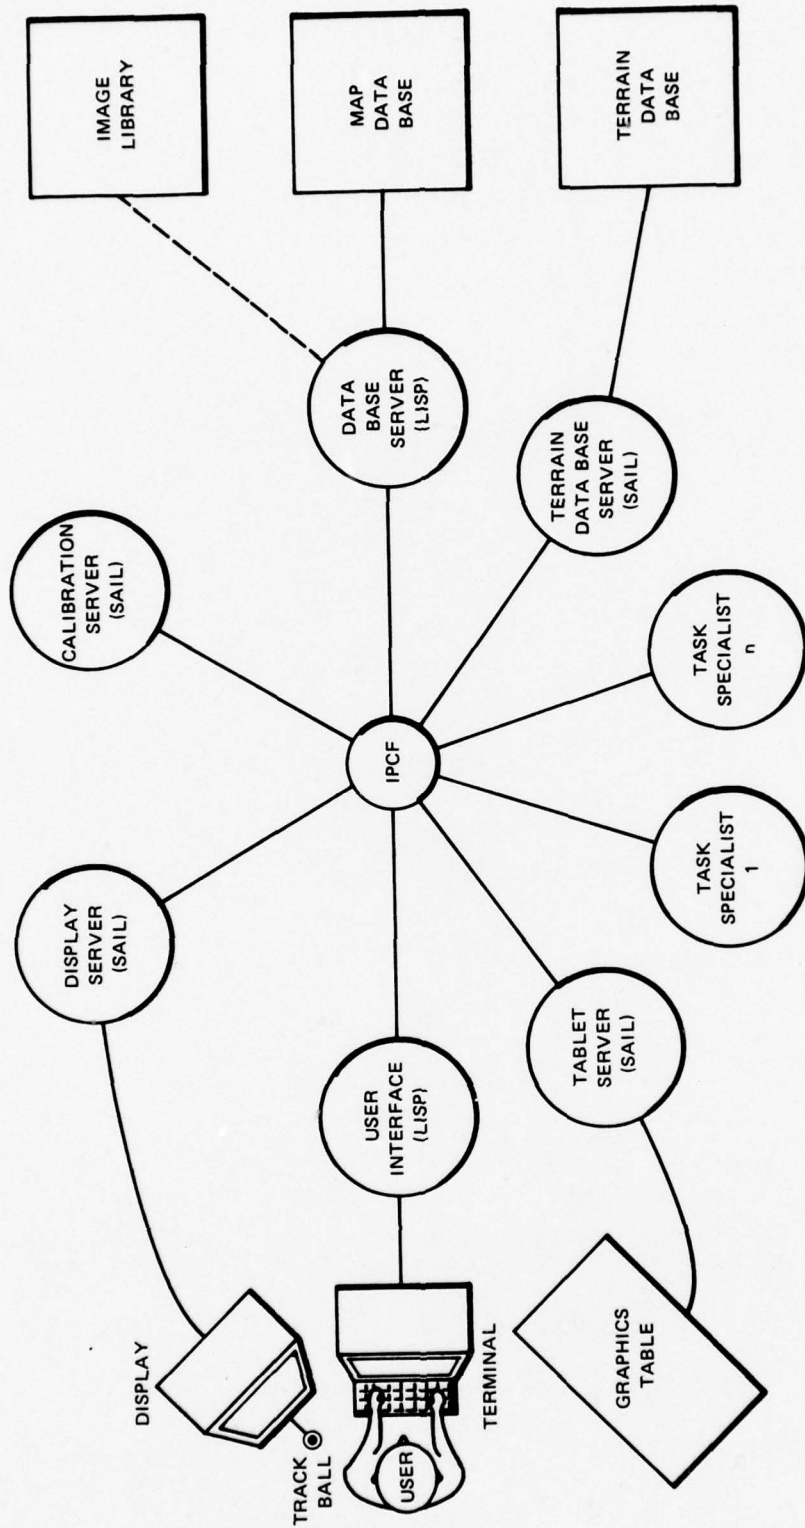 IMAGE
LIBRARY
MAP
DATA
BASE
TERRAIN
DATA
BASE
CALIBRATION
SERVER
(SAIL)
DATA
BASE
SERVER
(LISP)
TERRAIN
DATA BASE
SERVER
(SAIL)
DISPLAY
SERVER
(SAIL)
IPCF
TASK
SPECIALIST
n
USER
INTERFACE
(LISP)
TABLET
SERVER
(SAIL)
TASK
SPECIALIST
1
DISPLAY
TRACK
BALL
USER
TERMINAL
GRAPHICS
TABLE